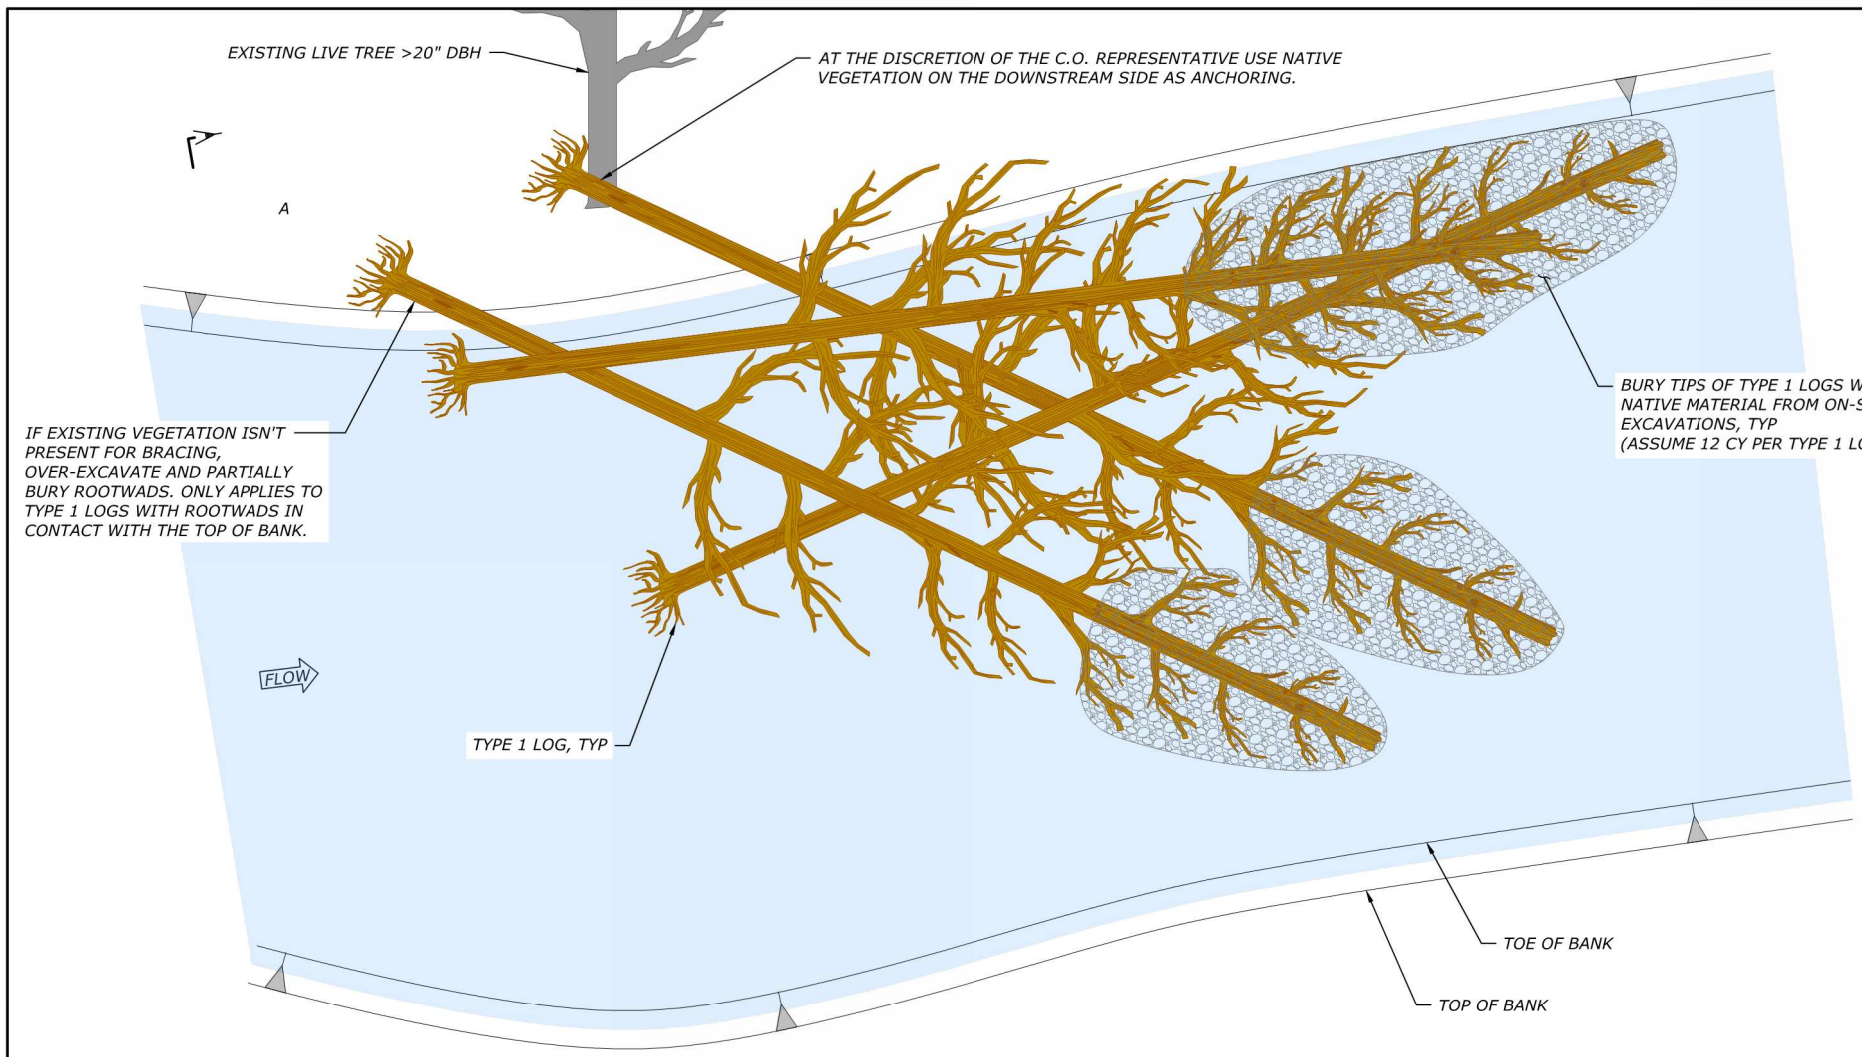 EXISTING LIVE TREE >20" DBH
AT THE DISCRETION OF THE C.O. REPRESENTATIVE USE NATIVE
VEGETATION ON THE DOWNSTREAM SIDE AS ANCHORING.
A
BURY TIPS OF TYPE 1 LOGS
NATIVE MATERIAL FROM
EXCAVATIONS, TYP
(ASSUME 12 CY PER TYPE 1
IF EXISTING VEGETATION ISN'T
PRESENT FOR BRACING,
OVER-EXCAVATE AND PARTIALLY
BURY ROOTWADS. ONLY APPLIES TO
TYPE 1 LOGS WITH ROOTWADS IN
CONTACT WITH THE TOP OF BANK.
FLOW
TYPE 1 LOG, TYP
TOE OF BANK
TOP OF BANK